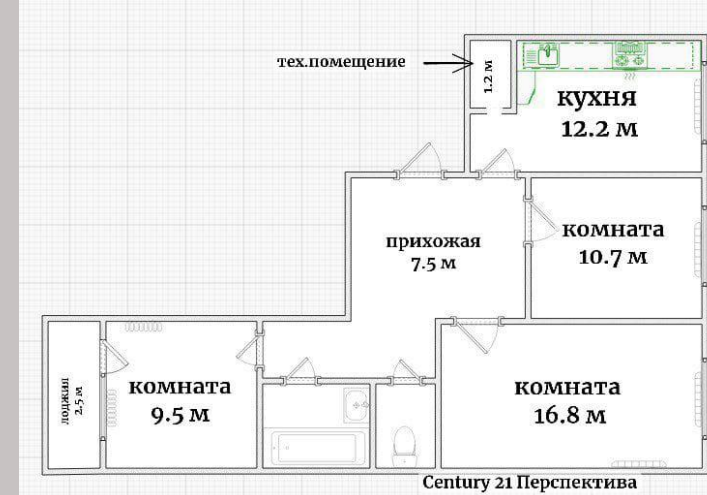 тех.помещение
1.2 м
кухня
12.2 м
комната
10.7 м
прихожая
7.5 м
лоджия
2.5 м
комната
9.5 м
комната
16.8 м
Century 21 Перспектива